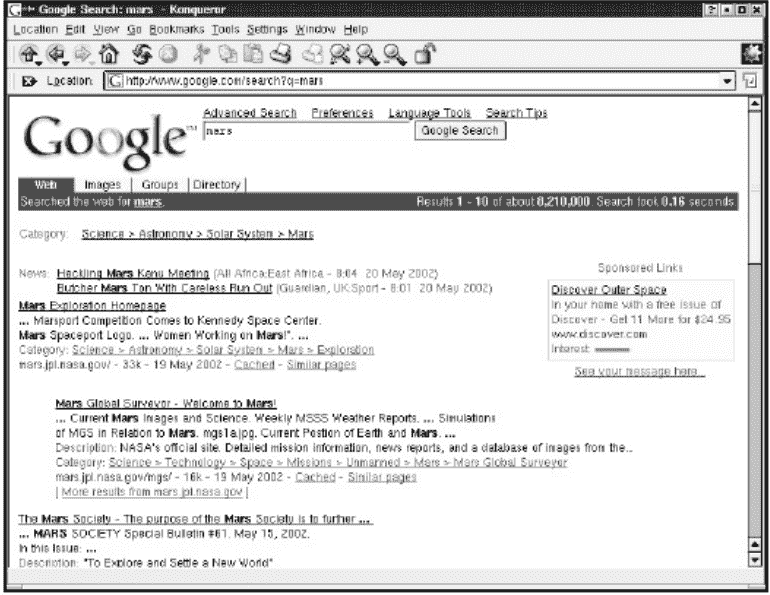 Google Search: mars - Konqueror
Location Edit View Go Bookmarks Tools Settings Window Help
Location: http://www.google.com/search?q=mars
Advanced Search Preferences Language Tools Search Tips
Google™
mars Google Search
Web Images Groups Directory
Searched the web for mars. Results 1 - 10 of about 8,210,000. Search took 0.16 seconds
Category: Science > Astronomy > Solar System > Mars
News: Heckling Mars Kanu Meeting (All Africa:East Africa - 8:04 20 May 2002)
Butcher Mars Ton With Careless Run Out (Guardian, UK:Sport - 8:01 20 May 2002)
Sponsored Links
Discover Outer Space
In your home with a free issue of
Discover - Get 11 More for $24.95
www.discover.com
Interest:
See your message here...
Mars Exploration Homepage
... Marsport Competition Comes to Kennedy Space Center.
Mars Spaceport Logo. ... Women Working on Mars!". ...
Category: Science > Astronomy > Solar System > Mars > Exploration
mars.jpl.nasa.gov/ - 33k - 19 May 2002 - Cached - Similar pages
Mars Global Surveyor - Welcome to Mars!
... Current Mars Images and Science. Weekly MSSS Weather Reports. ... Simulations
of MGS in Relation to Mars. mgs1a.jpg. Current Postion of Earth and Mars. ...
Description: NASA's official site. Detailed mission information, news reports, and a database of images from the...
Category: Science > Technology > Space > Missions > Unmanned > Mars > Mars Global Surveyor
mars.jpl.nasa.gov/mgs/ - 16k - 19 May 2002 - Cached - Similar pages
[ More results from mars.jpl.nasa.gov ]
The Mars Society - The purpose of the Mars Society is to further ...
... MARS SOCIETY Special Bulletin #61. May 15, 2002.
In this Issue: ...
Description: "To Explore and Settle a New World"